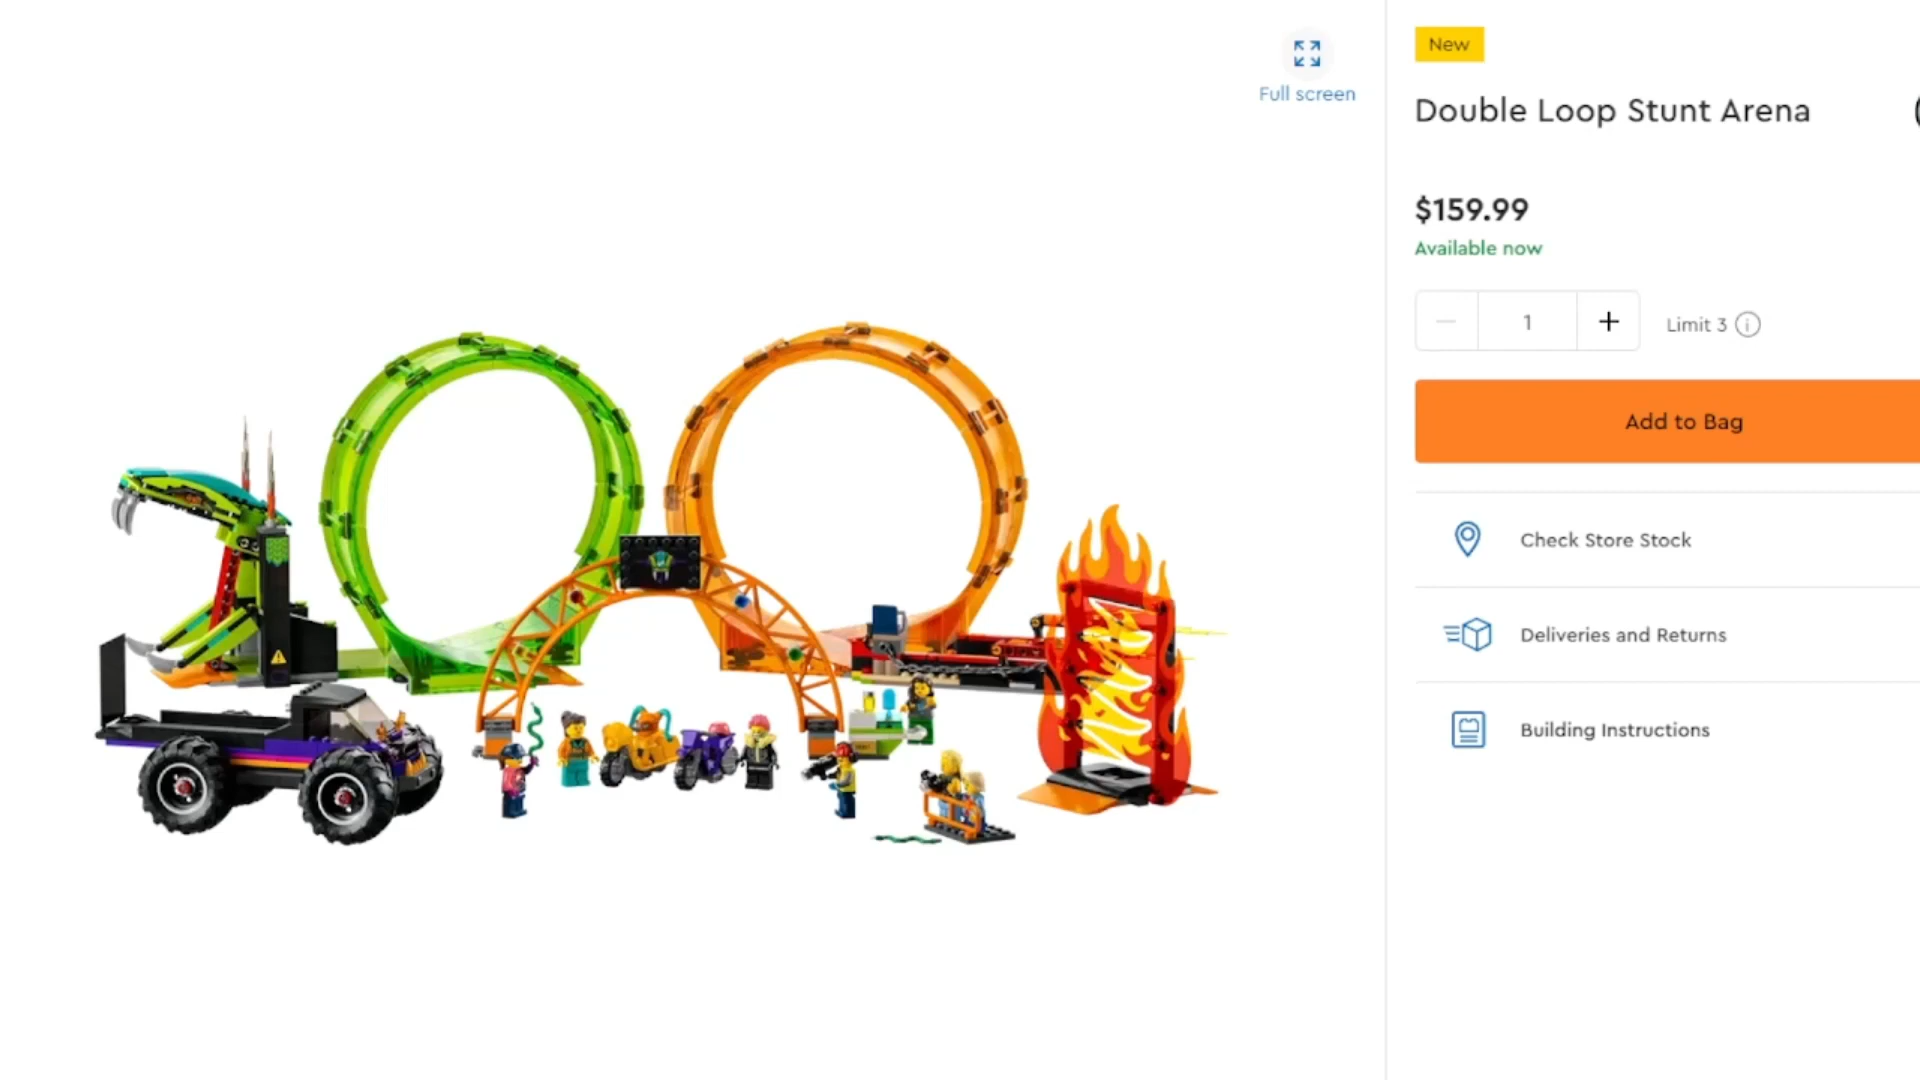 Full screen
New
Double Loop Stunt Arena
$159.99
Available now
1
Limit 3
Add to Bag
Check Store Stock
Deliveries and Returns
Building Instructions